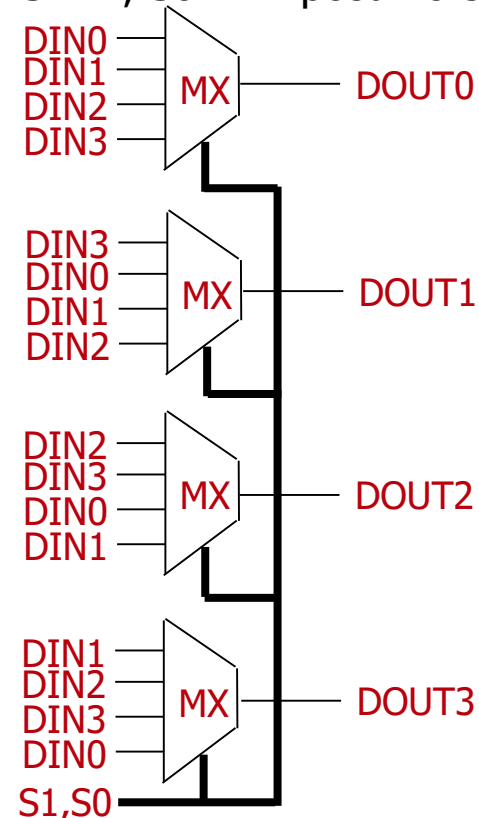 DIN0
DIN1
MX
DOUT0
DIN2
DIN3
DIN3
DIN0
MX
DOUT1
DIN1
DIN2
DIN2
DIN3
MX
DOUT2
DIN0
DIN1
DIN1
DIN2
MX
DOUT3
DIN3
DIN0
S1,S0